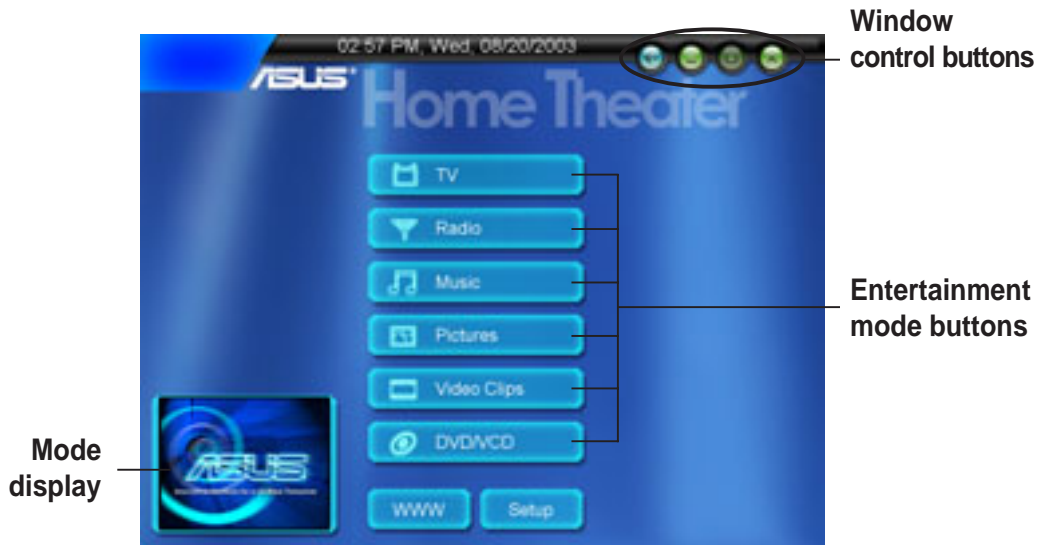 Window
control buttons
02:57 PM, Wed, 08/20/2003
ASUS
Home Theater
TV
Radio
Music
Pictures
Video Clips
DVD/VCD
WWW
Setup
Entertainment
mode buttons
Mode
display
ASUS